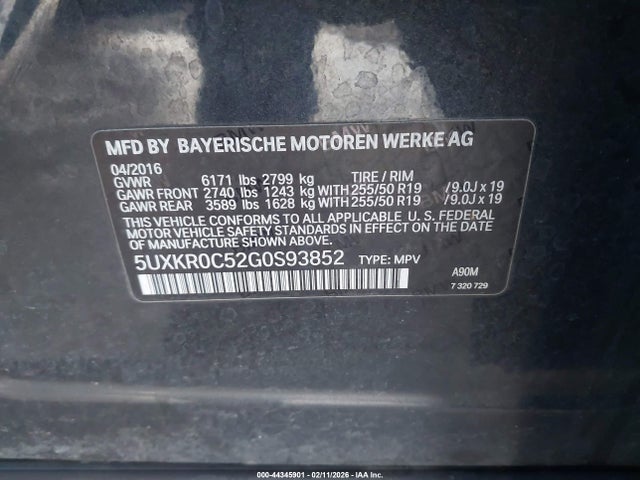 MFD BY BAYERISCHE MOTOREN WERKE AG
04/2016
GVWR 6171 lbs 2799 kg TIRE / RIM
GAWR FRONT 2740 lbs 1243 kg WITH 255/50 R19 / 9.0J x 19
GAWR REAR 3589 lbs 1628 kg WITH 255/50 R19 / 9.0J x 19
THIS VEHICLE CONFORMS TO ALL APPLICABLE U. S. FEDERAL
MOTOR VEHICLE SAFETY STANDARDS IN EFFECT ON THE
DATE OF MANUFACTURE SHOWN ABOVE.
5UXKR0C52G0S93852 TYPE: MPV
A90M
7 320 729
000-44345901 - 02/11/2026 - IAA Inc.